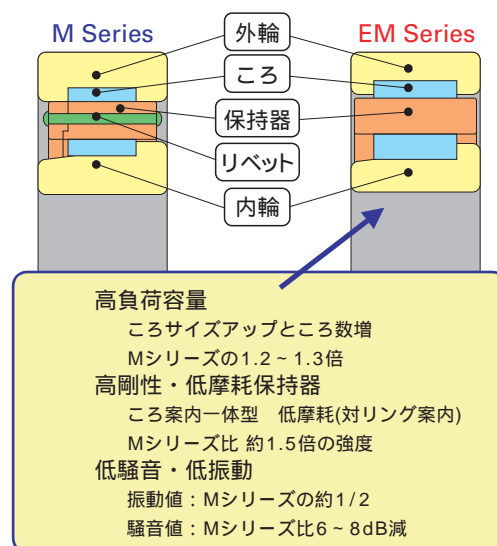 M Series
EM Series
外輪
ころ
保持器
リベット
内輪
高負荷容量
ころサイズアップところ数増
Mシリーズの1.2～1.3倍
高剛性・低摩耗保持器
ころ案内一体型　低摩耗(対リング案内)
Mシリーズ比 約1.5倍の強度
低騒音・低振動
振動値：Mシリーズの約1/2
騒音値：Mシリーズ比6～8dB減